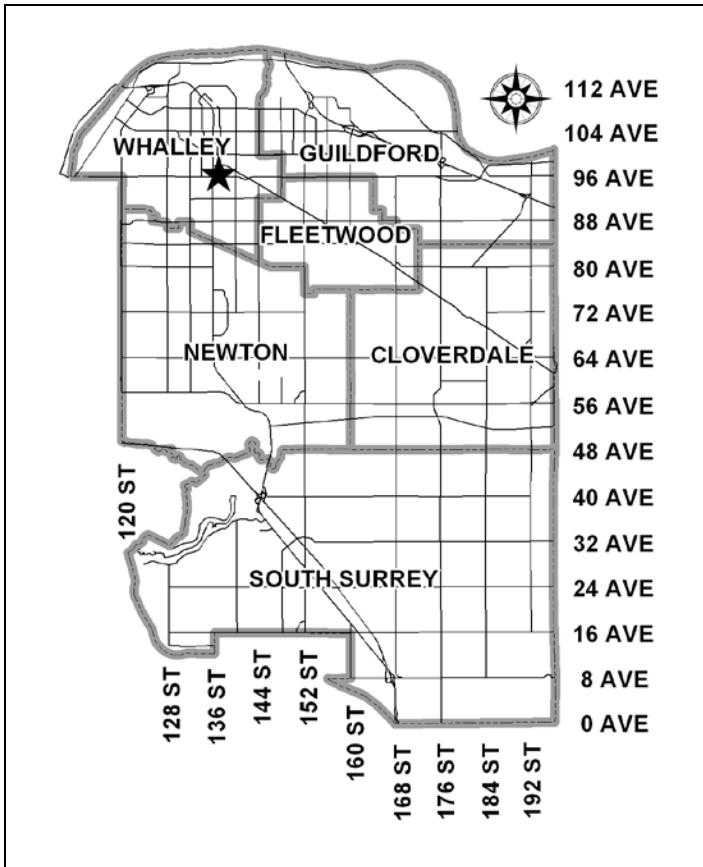 112 AVE
104 AVE
WHALLEY
GUILDFORD
96 AVE
88 AVE
FLEETWOOD
80 AVE
72 AVE
NEWTON
CLOVERDALE
64 AVE
56 AVE
48 AVE
120 ST
40 AVE
32 AVE
SOUTH SURREY
24 AVE
16 AVE
8 AVE
0 AVE
128 ST
136 ST
144 ST
152 ST
160 ST
168 ST
176 ST
184 ST
192 ST